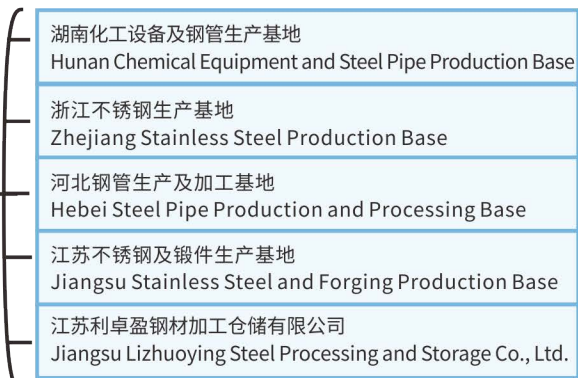 湖南化工设备及钢管生产基地
Hunan Chemical Equipment and Steel Pipe Production Base
浙江不锈钢生产基地
Zhejiang Stainless Steel Production Base
河北钢管生产及加工基地
Hebei Steel Pipe Production and Processing Base
江苏不锈钢及锻件生产基地
Jiangsu Stainless Steel and Forging Production Base
江苏利卓盈钢材加工仓储有限公司
Jiangsu Lizhuoying Steel Processing and Storage Co., Ltd.